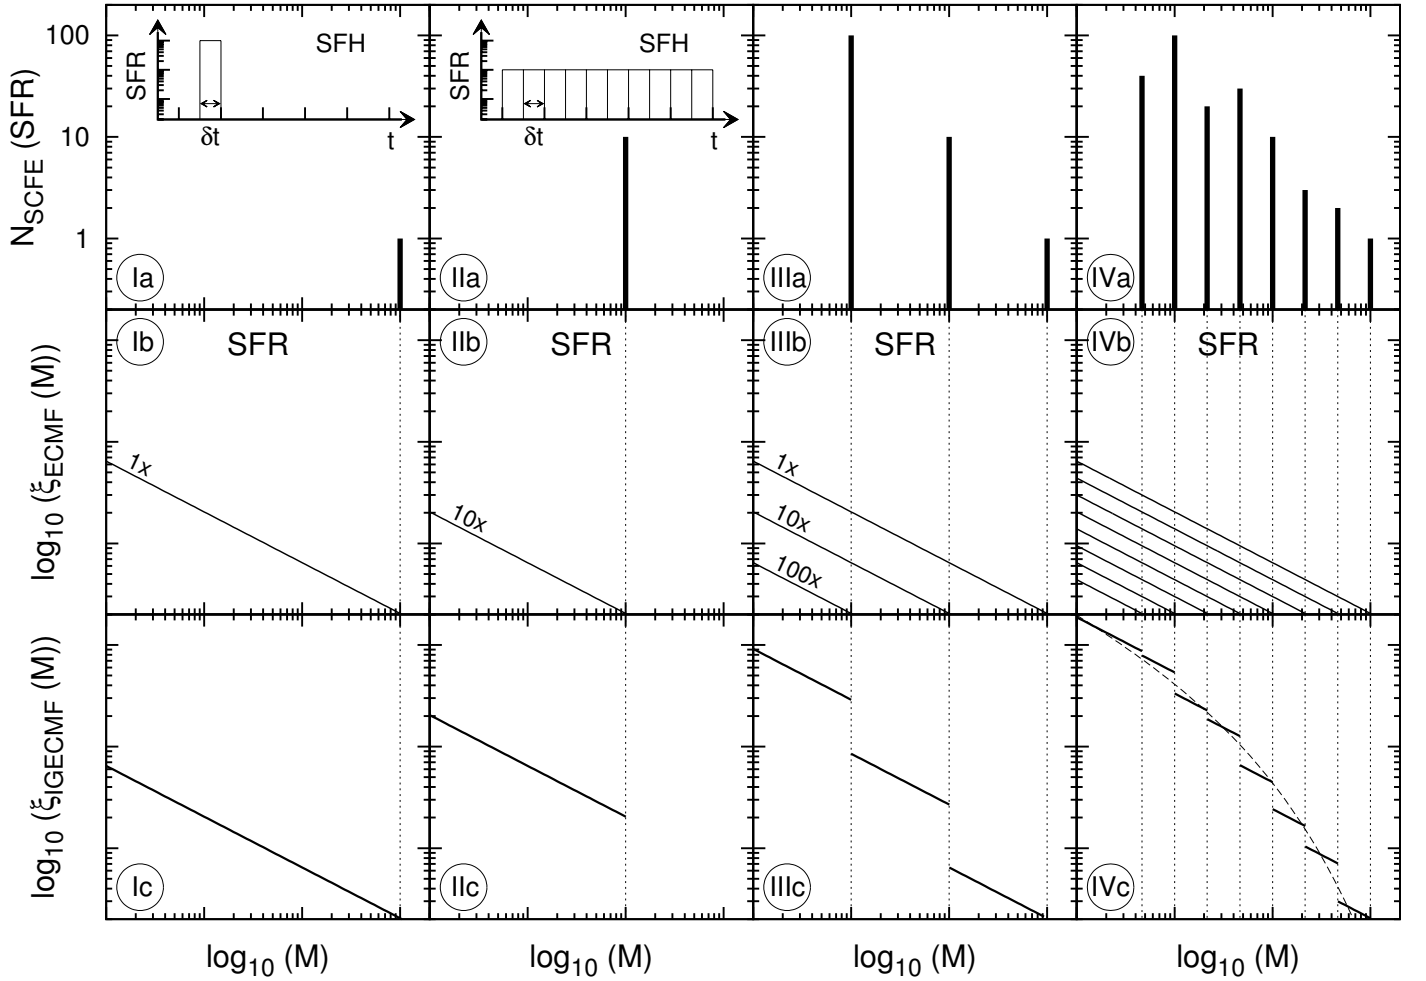 N_SCFE (SFR)
100
10
1
SFR
SFH
δt
t
Ia
SFR
SFH
δt
t
IIa
IIIa
IVa
log10 (ξECMF (M))
Ib
SFR
1x
IIb
SFR
10x
IIIb
SFR
1x
10x
100x
IVb
SFR
log10 (ξIGECMF (M))
Ic
IIc
IIIc
IVc
log10 (M)
log10 (M)
log10 (M)
log10 (M)